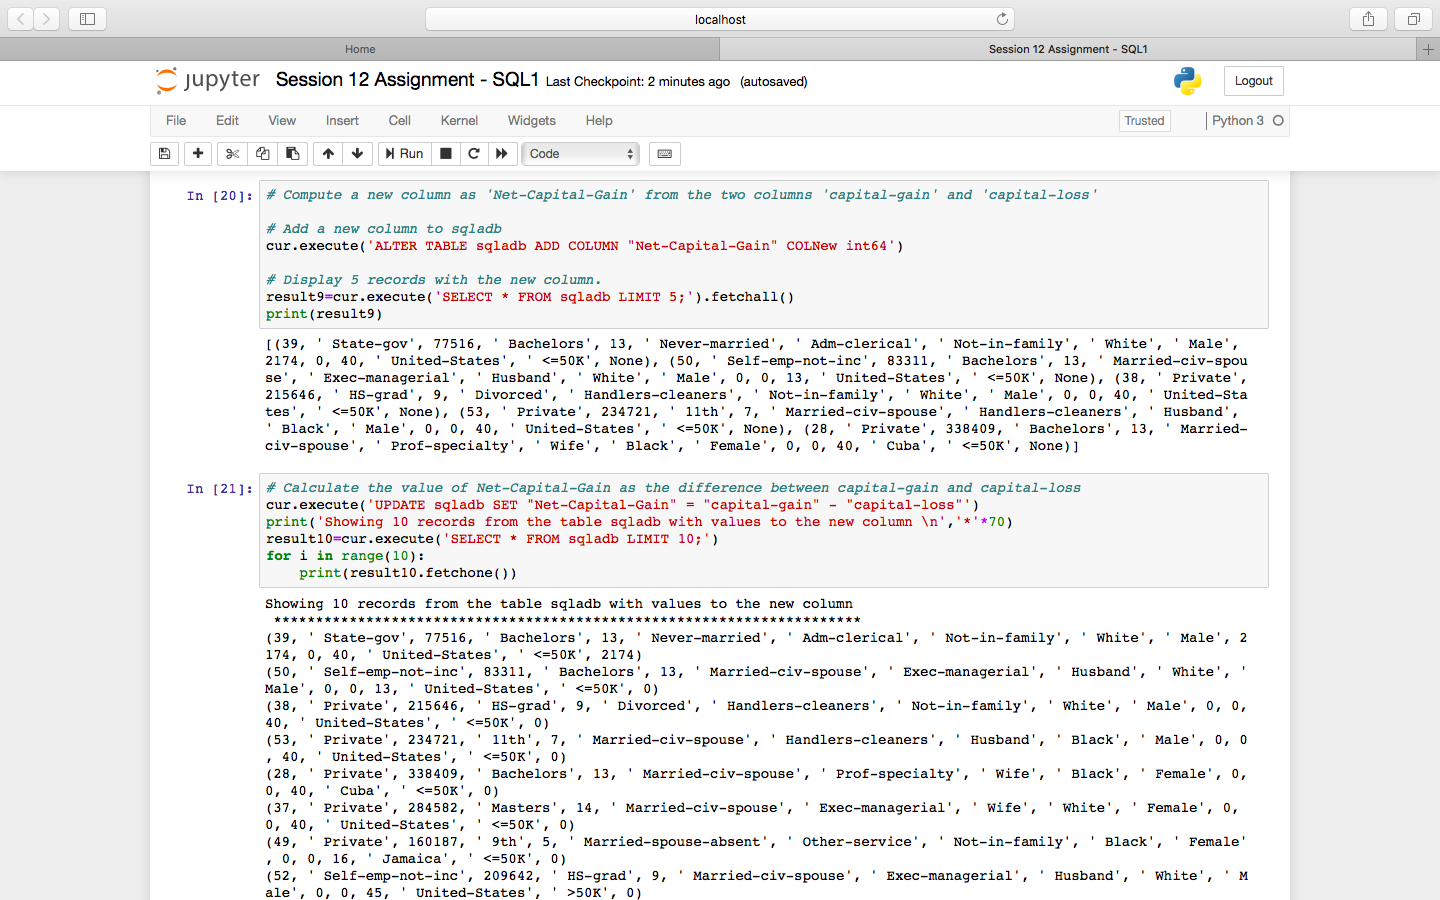 localhost
Home
Session 12 Assignment - SQL1
jupyter Session 12 Assignment - SQL1 Last Checkpoint: 2 minutes ago (autosaved)
Logout
File Edit View Insert Cell Kernel Widgets Help
Trusted Python 3
Run Code
In [20]: # Compute a new column as 'Net-Capital-Gain' from the two columns 'capital-gain' and 'capital-loss'
# Add a new column to sqladb
cur.execute('ALTER TABLE sqladb ADD COLUMN "Net-Capital-Gain" COLNew int64')
# Display 5 records with the new column.
result9=cur.execute('SELECT * FROM sqladb LIMIT 5;').fetchall()
print(result9)
[(39, ' State-gov', 77516, ' Bachelors', 13, ' Never-married', ' Adm-clerical', ' Not-in-family', ' White', ' Male',
2174, 0, 40, ' United-States', ' <=50K', None), (50, ' Self-emp-not-inc', 83311, ' Bachelors', 13, ' Married-civ-spou
se', ' Exec-managerial', ' Husband', ' White', ' Male', 0, 0, 13, ' United-States', ' <=50K', None), (38, ' Private',
215646, ' HS-grad', 9, ' Divorced', ' Handlers-cleaners', ' Not-in-family', ' White', ' Male', 0, 0, 40, ' United-Sta
tes', ' <=50K', None), (53, ' Private', 234721, ' 11th', 7, ' Married-civ-spouse', ' Handlers-cleaners', ' Husband',
' Black', ' Male', 0, 0, 40, ' United-States', ' <=50K', None), (28, ' Private', 338409, ' Bachelors', 13, ' Married-
civ-spouse', ' Prof-specialty', ' Wife', ' Black', ' Female', 0, 0, 40, ' Cuba', ' <=50K', None)]
In [21]: # Calculate the value of Net-Capital-Gain as the difference between capital-gain and capital-loss
cur.execute('UPDATE sqladb SET "Net-Capital-Gain" = "capital-gain" - "capital-loss"')
print('Showing 10 records from the table sqladb with values to the new column \n','*'*70)
result10=cur.execute('SELECT * FROM sqladb LIMIT 10;')
for i in range(10):
    print(result10.fetchone())
Showing 10 records from the table sqladb with values to the new column
**********************************************************************
(39, ' State-gov', 77516, ' Bachelors', 13, ' Never-married', ' Adm-clerical', ' Not-in-family', ' White', ' Male', 2
174, 0, 40, ' United-States', ' <=50K', 2174)
(50, ' Self-emp-not-inc', 83311, ' Bachelors', 13, ' Married-civ-spouse', ' Exec-managerial', ' Husband', ' White', '
Male', 0, 0, 13, ' United-States', ' <=50K', 0)
(38, ' Private', 215646, ' HS-grad', 9, ' Divorced', ' Handlers-cleaners', ' Not-in-family', ' White', ' Male', 0, 0,
40, ' United-States', ' <=50K', 0)
(53, ' Private', 234721, ' 11th', 7, ' Married-civ-spouse', ' Handlers-cleaners', ' Husband', ' Black', ' Male', 0, 0
, 40, ' United-States', ' <=50K', 0)
(28, ' Private', 338409, ' Bachelors', 13, ' Married-civ-spouse', ' Prof-specialty', ' Wife', ' Black', ' Female', 0,
0, 40, ' Cuba', ' <=50K', 0)
(37, ' Private', 284582, ' Masters', 14, ' Married-civ-spouse', ' Exec-managerial', ' Wife', ' White', ' Female', 0,
0, 40, ' United-States', ' <=50K', 0)
(49, ' Private', 160187, ' 9th', 5, ' Married-spouse-absent', ' Other-service', ' Not-in-family', ' Black', ' Female'
, 0, 0, 16, ' Jamaica', ' <=50K', 0)
(52, ' Self-emp-not-inc', 209642, ' HS-grad', 9, ' Married-civ-spouse', ' Exec-managerial', ' Husband', ' White', ' M
ale', 0, 0, 45, ' United-States', ' >50K', 0)